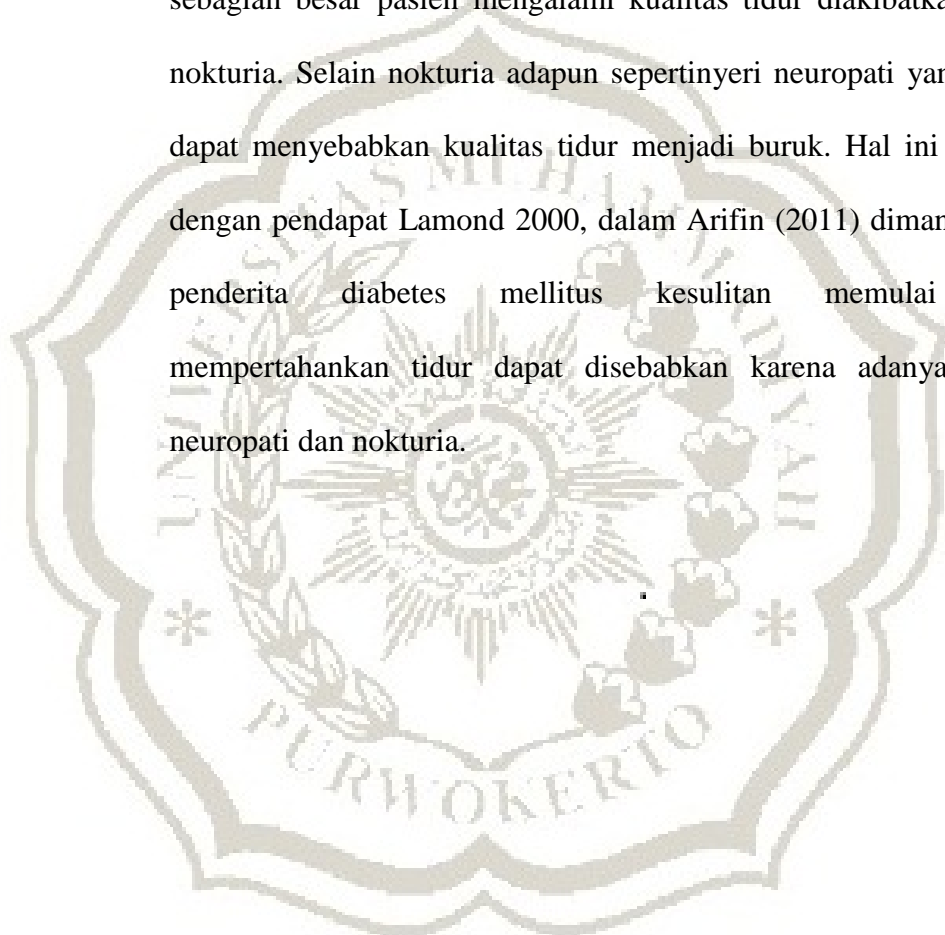 sebagian besar pasien mengalami kualitas tidur diakibatka
nokturia. Selain nokturia adapun sepertinyeri neuropati yan
dapat menyebabkan kualitas tidur menjadi buruk. Hal ini
dengan pendapat Lamond 2000, dalam Arifin (2011) diman
penderita diabetes mellitus kesulitan memulai
mempertahankan tidur dapat disebabkan karena adanya
neuropati dan nokturia.
UNIVERSITAS MUHAMMADIYAH
PURWOKERTO